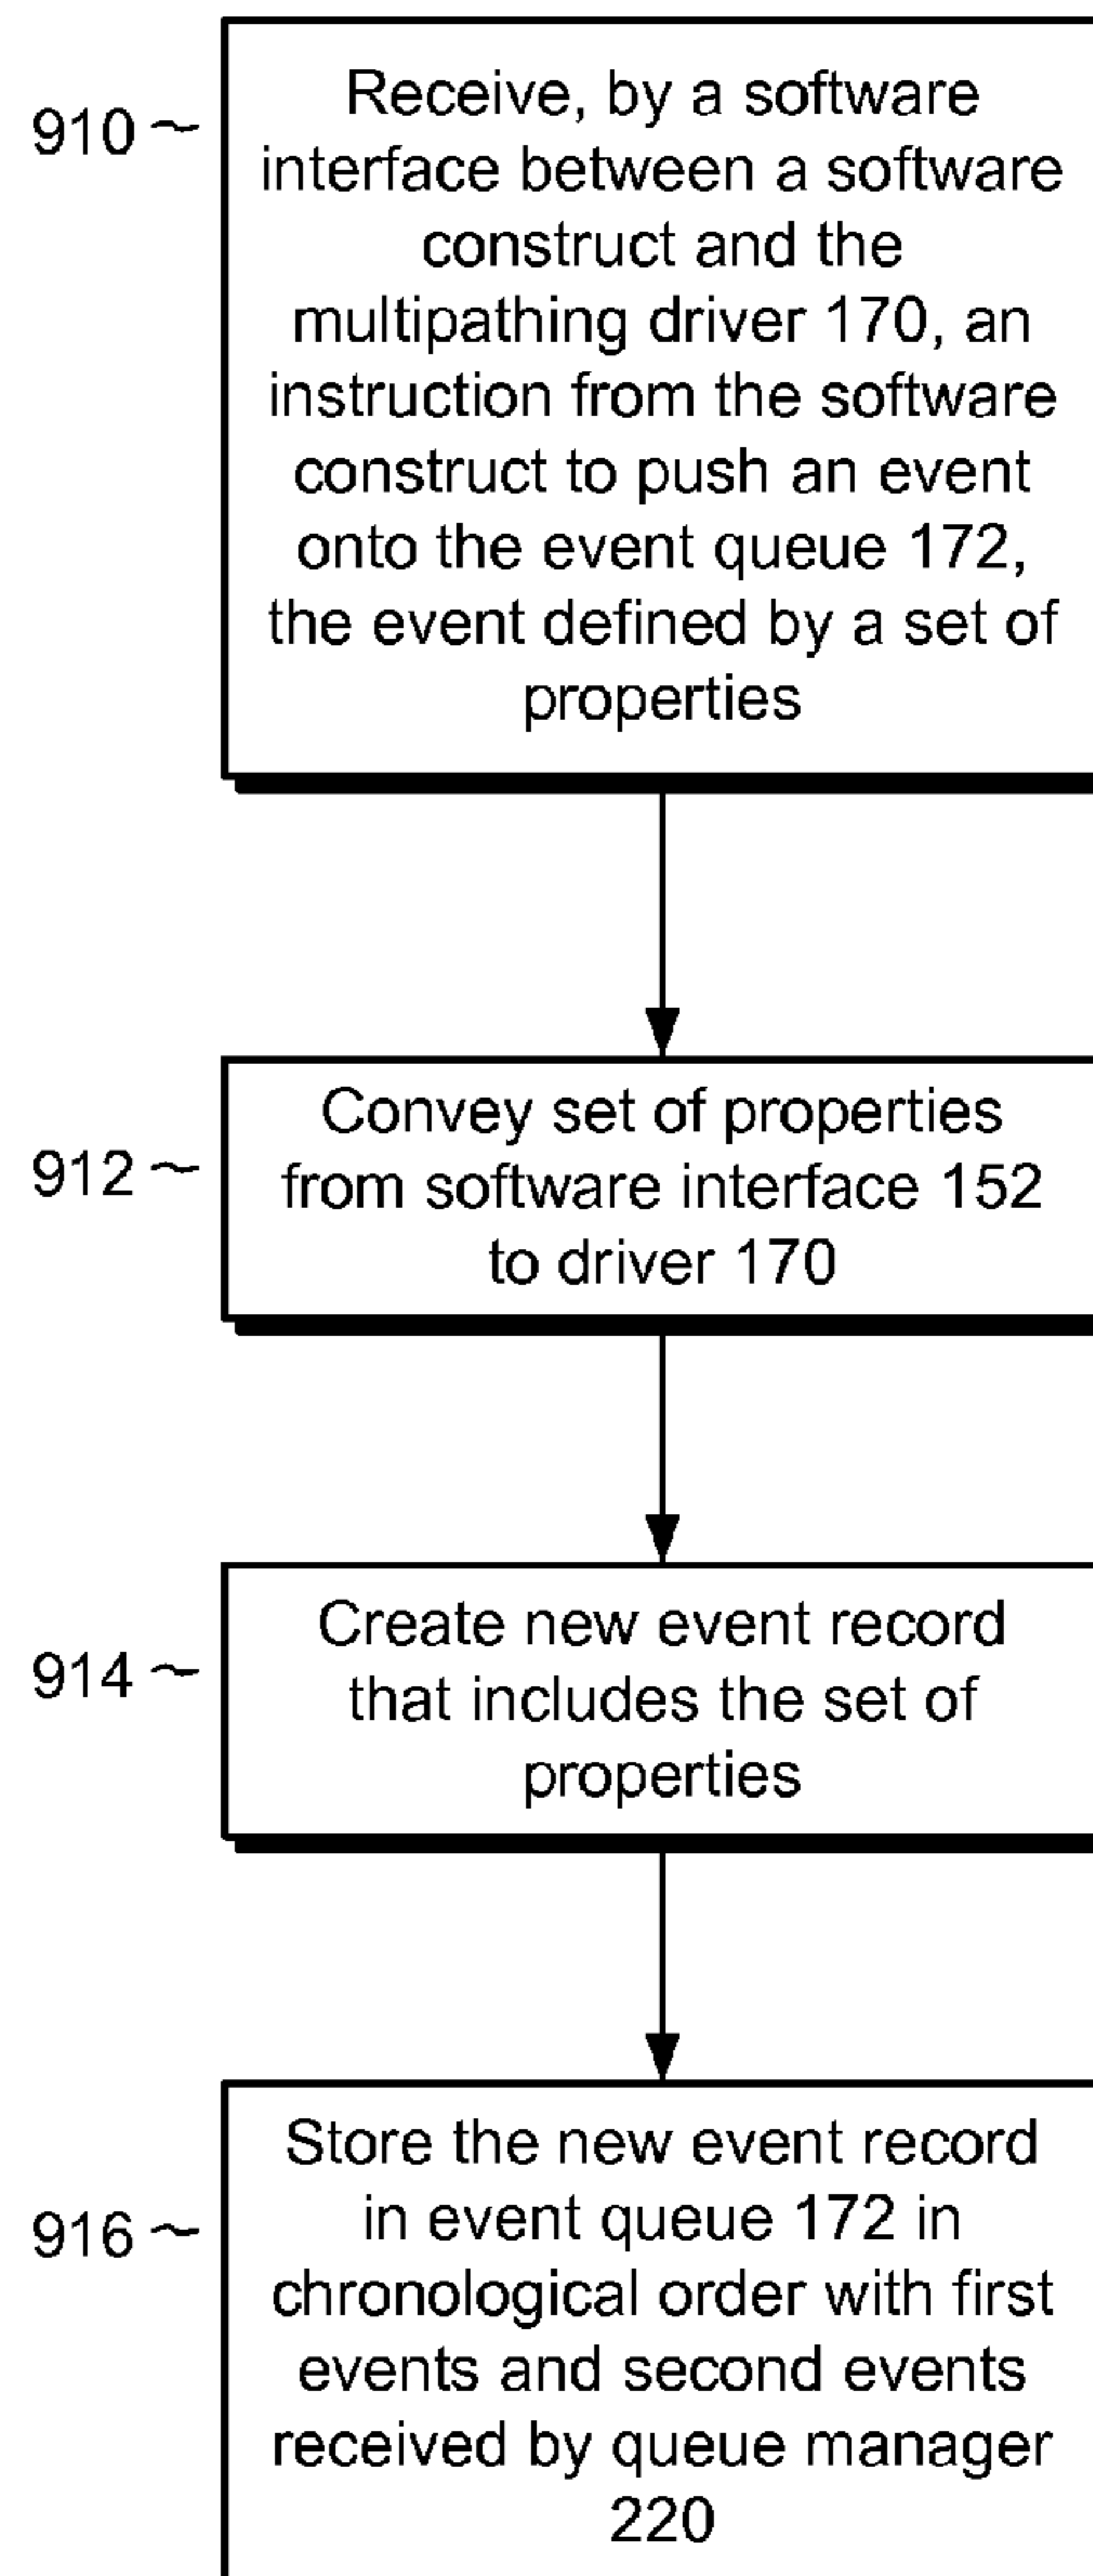 910
Receive, by a software
interface between a software
construct and the
multipathing driver 170, an
instruction from the software
construct to push an event
onto the event queue 172,
the event defined by a set of
properties
912
Convey set of properties
from software interface 152
to driver 170
914
Create new event record
that includes the set of
properties
916
Store the new event record
in event queue 172 in
chronological order with first
events and second events
received by queue manager
220